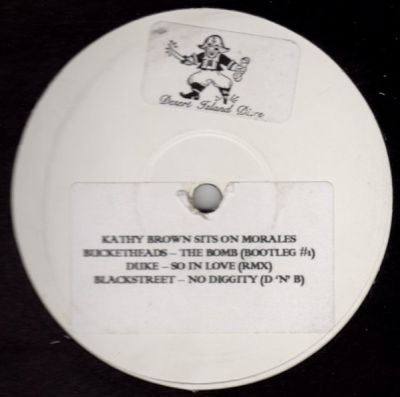 Desert Island Discs
KATHY BROWN SITS ON MORALES
BUCKETHEADS – THE BOMB (BOOTLEG #1)
DUKE – SO IN LOVE (RMX)
BLACKSTREET – NO DIGGITY (D 'N' B)